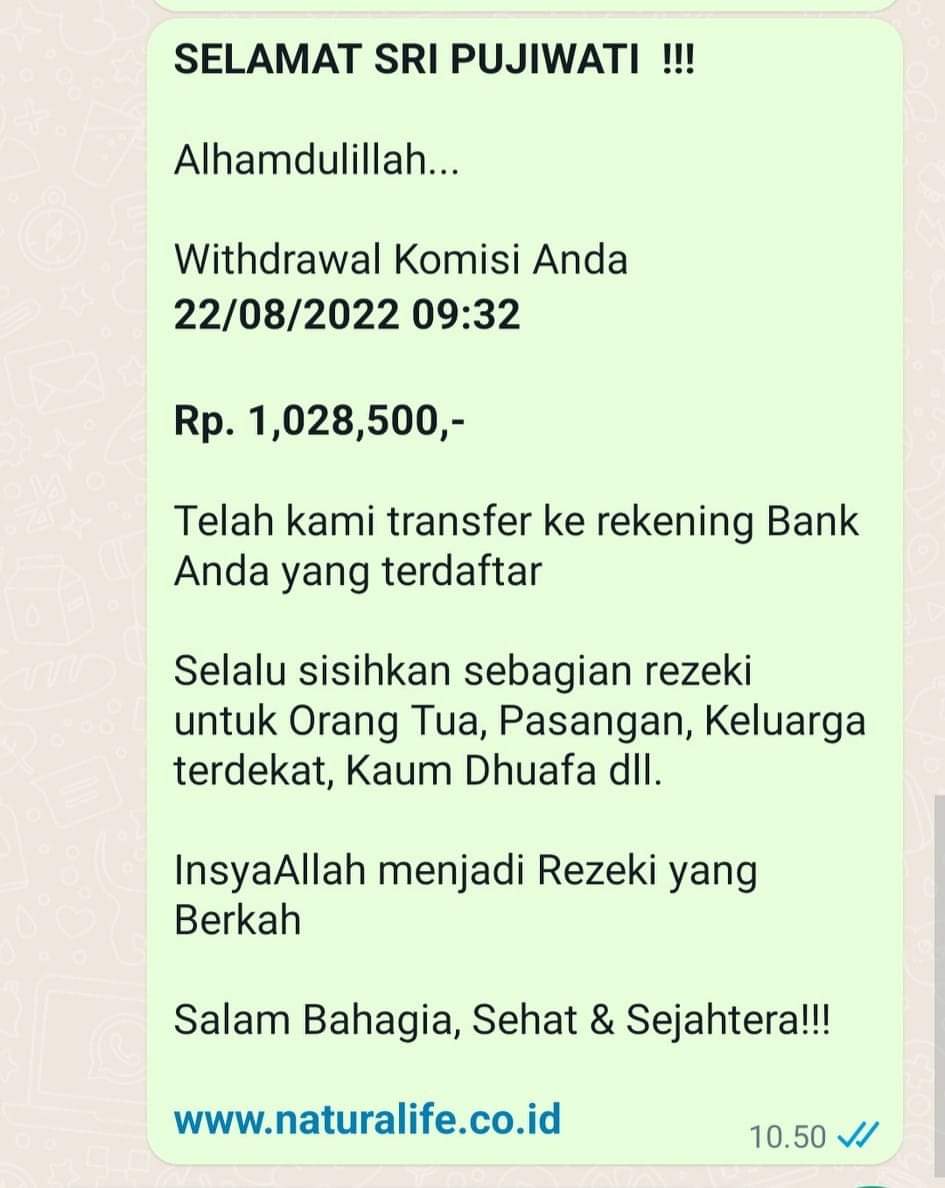 SELAMAT SRI PUJIWATI !!!
Alhamdulillah...
Withdrawal Komisi Anda
22/08/2022 09:32
Rp. 1,028,500,-
Telah kami transfer ke rekening Bank
Anda yang terdaftar
Selalu sisihkan sebagian rezeki
untuk Orang Tua, Pasangan, Keluarga
terdekat, Kaum Dhuafa dll.
InsyaAllah menjadi Rezeki yang
Berkah
Salam Bahagia, Sehat & Sejahtera!!!
www.naturalife.co.id
10.50